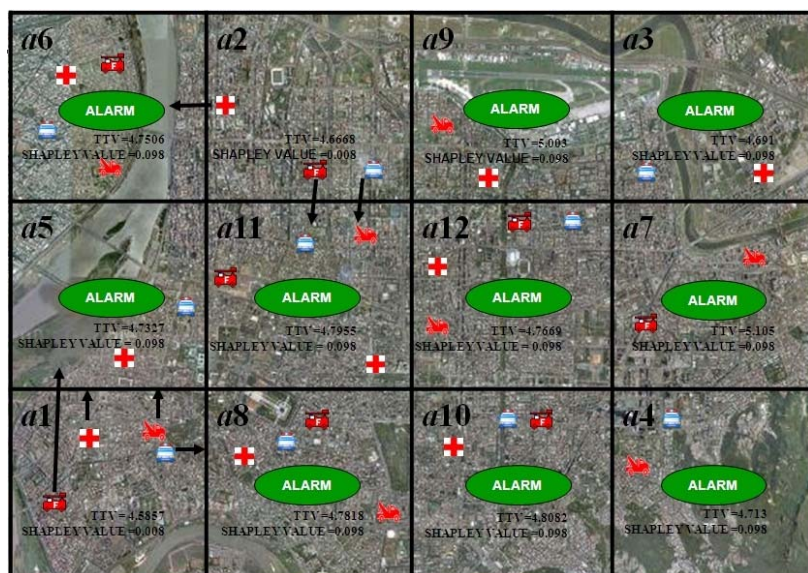 a6
ALARM
TTV=4.7506
SHAPLEY VALUE =0.098
a2
TTV=4.6668
SHAPLEY VALUE =0.008
a9
ALARM
TTV=5.003
SHAPLEY VALUE =0.098
a3
ALARM
TTV=4.691
SHAPLEY VALUE =0.098
a5
ALARM
TTV=4.7327
SHAPLEY VALUE =0.098
a11
ALARM
TTV=4.7955
SHAPLEY VALUE =0.098
a12
ALARM
TTV=4.7669
SHAPLEY VALUE =0.098
a7
ALARM
TTV=5.105
SHAPLEY VALUE =0.098
a1
TTV=4.5857
SHAPLEY VALUE =0.008
a8
ALARM
TTV=4.7818
SHAPLEY VALUE =0.098
a10
ALARM
TTV=4.8082
SHAPLEY VALUE =0.098
a4
ALARM
TTV=4.713
SHAPLEY VALUE =0.098
F
F
F
F
F
F
F
F